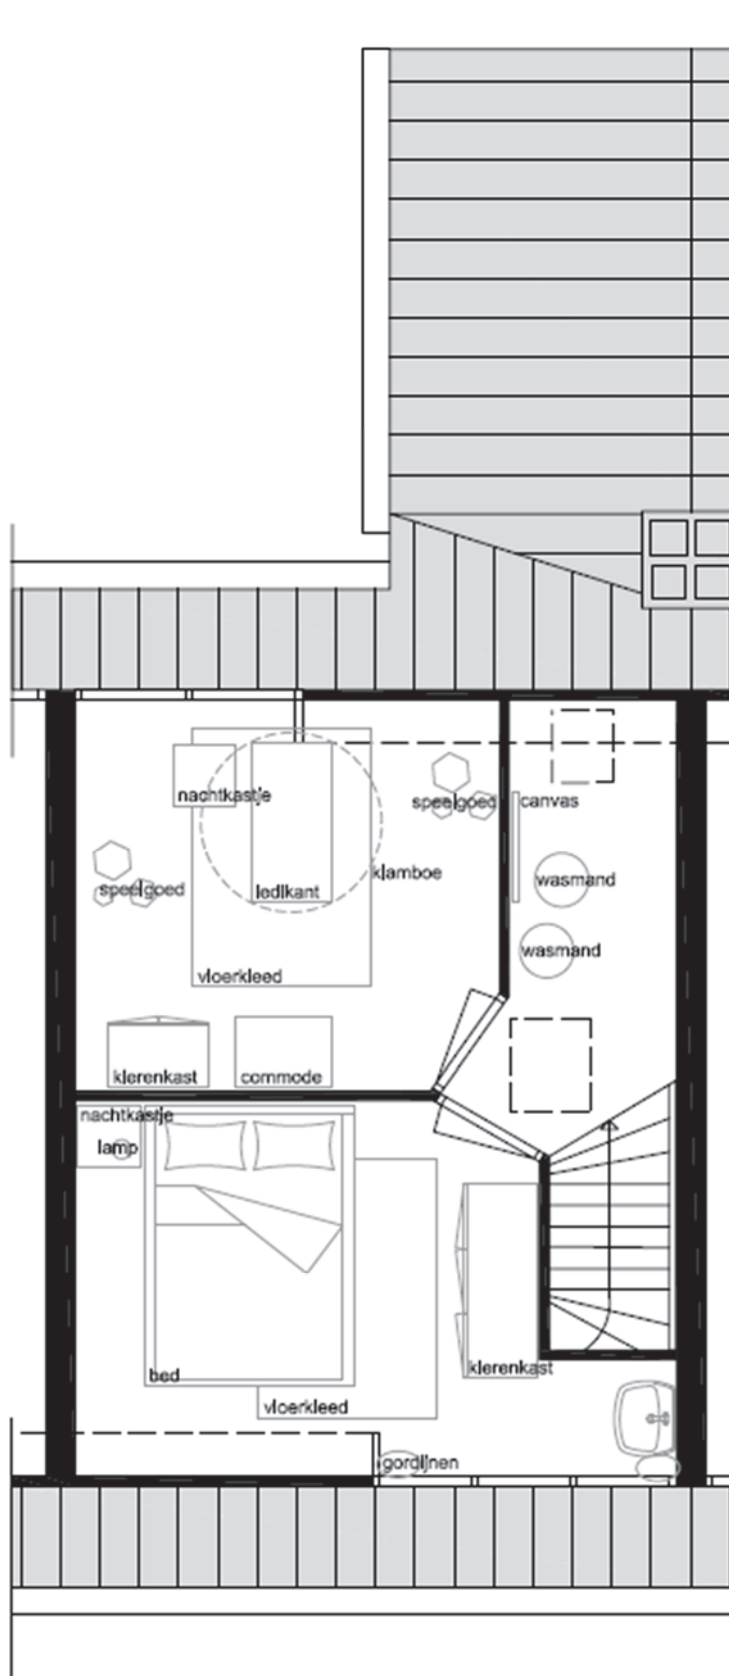 nachtkastje
speelgoed
canvas
klamboe
wasmand
speelgoed
ledikant
wasmand
vloerkleed
klerenkast
commode
nachtkastje
lamp
klerenkast
bed
vloerkleed
gordijnen